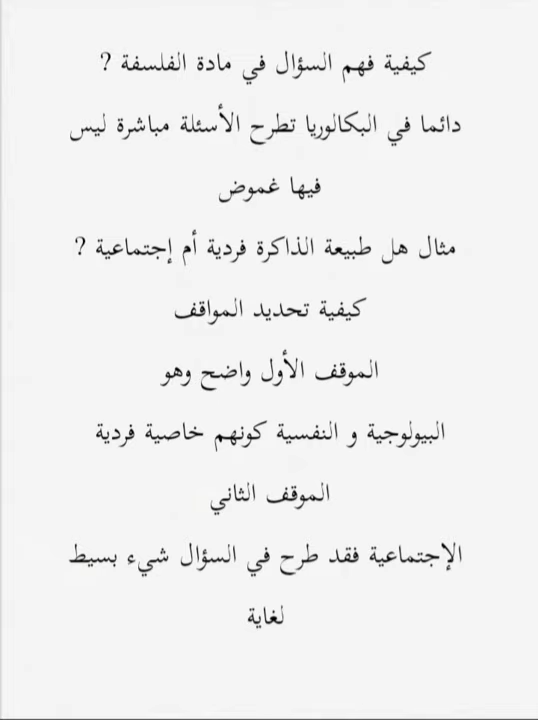 كيفية فهم السؤال في مادة الفلسفة ?
دائما في البكالوريا تطرح الأسئلة مباشرة ليس
فيها غموض
مثال هل طبيعة الذاكرة فردية أم إجتماعية ?
كيفية تحديد المواقف
الموقف الأول واضح وهو
البيولوجية و النفسية كونهم خاصية فردية
الموقف الثاني
الإجتماعية فقد طرح في السؤال شيء بسيط
لغاية